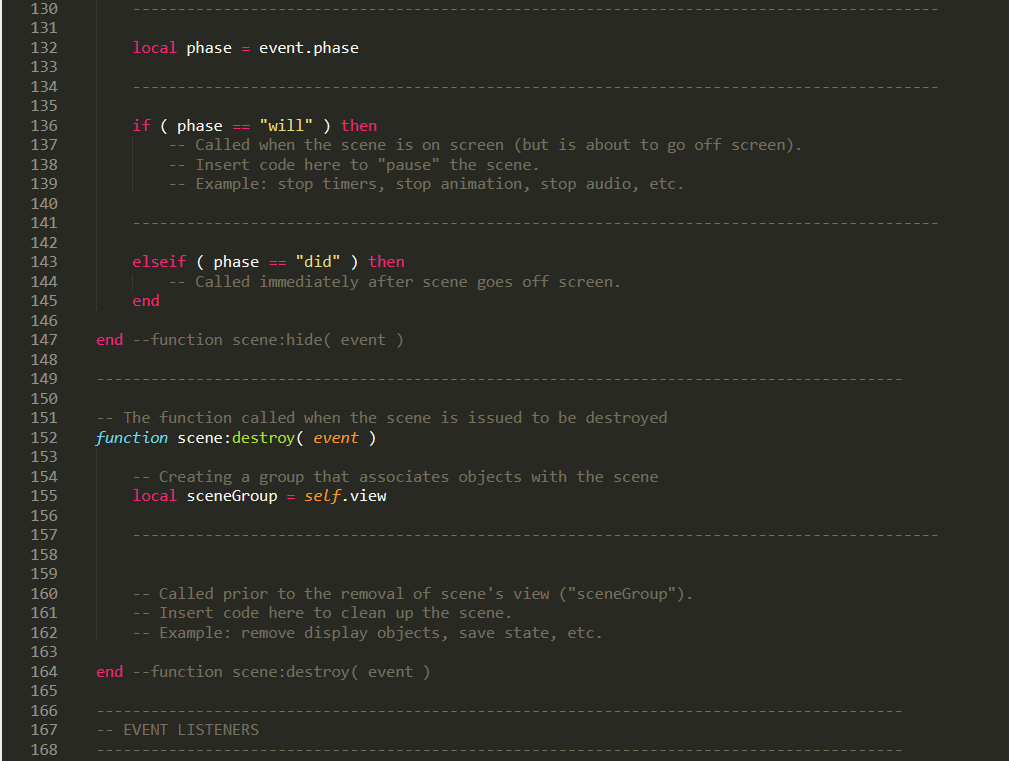 130 -----------------------------------------------------------------------------------------
131
132 local phase = event.phase
133
134 -----------------------------------------------------------------------------------------
135
136 if ( phase == "will" ) then
137 -- Called when the scene is on screen (but is about to go off screen).
138 -- Insert code here to "pause" the scene.
139 -- Example: stop timers, stop animation, stop audio, etc.
140
141 -----------------------------------------------------------------------------------------
142
143 elseif ( phase == "did" ) then
144 -- Called immediately after scene goes off screen.
145 end
146
147 end --function scene:hide( event )
148
149 -----------------------------------------------------------------------------------------
150
151 -- The function called when the scene is issued to be destroyed
152 function scene:destroy( event )
153
154 -- Creating a group that associates objects with the scene
155 local sceneGroup = self.view
156
157 -----------------------------------------------------------------------------------------
158
159
160 -- Called prior to the removal of scene's view ("sceneGroup").
161 -- Insert code here to clean up the scene.
162 -- Example: remove display objects, save state, etc.
163
164 end --function scene:destroy( event )
165
166 -----------------------------------------------------------------------------------------
167 -- EVENT LISTENERS
168 -----------------------------------------------------------------------------------------